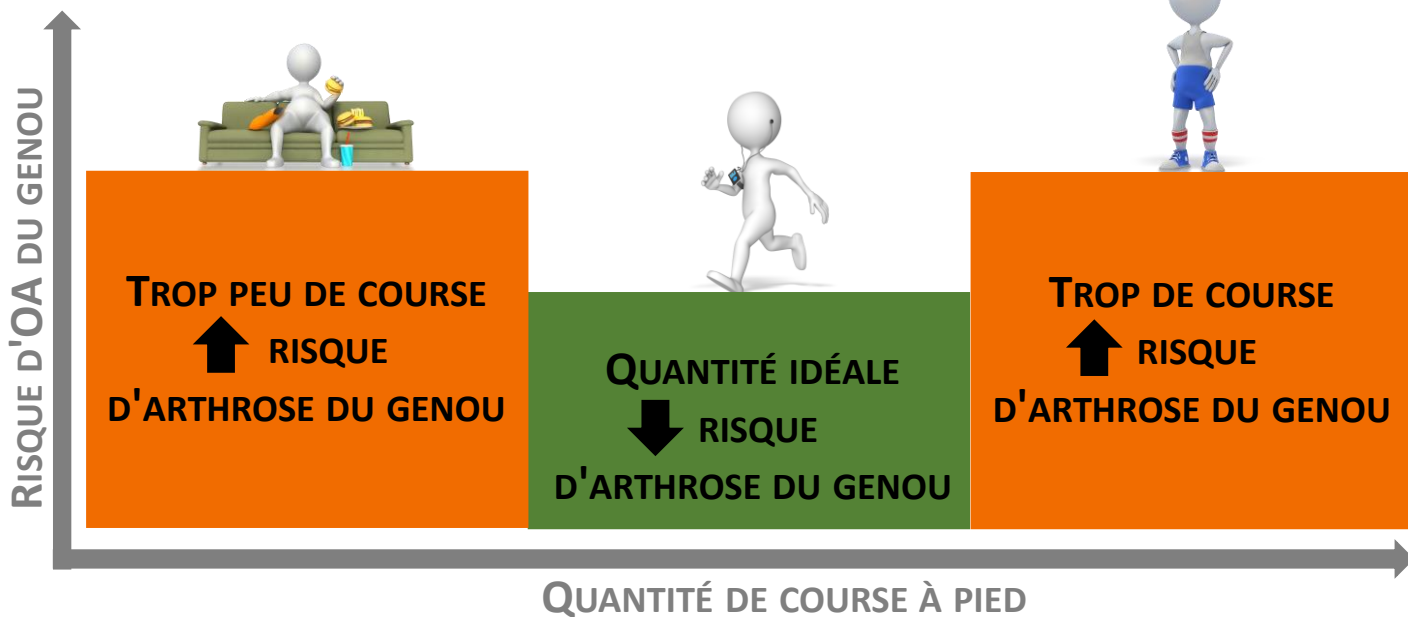 RISQUE D'OA DU GENOU
TROP PEU DE COURSE
RISQUE
D'ARTHROSE DU GENOU
QUANTITÉ IDÉALE
RISQUE
D'ARTHROSE DU GENOU
TROP DE COURSE
RISQUE
D'ARTHROSE DU GENOU
QUANTITÉ DE COURSE À PIED